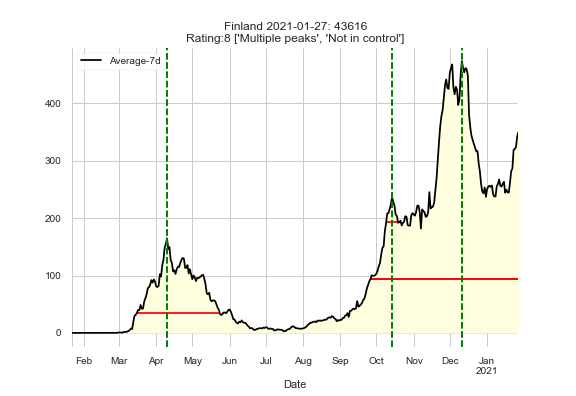 Finland 2021-01-27: 43616
Rating:8 ['Multiple peaks', 'Not in control']
Average-7d
400
300
200
100
0
Feb Mar Apr May Jun Jul Aug Sep Oct Nov Dec Jan
2021
Date